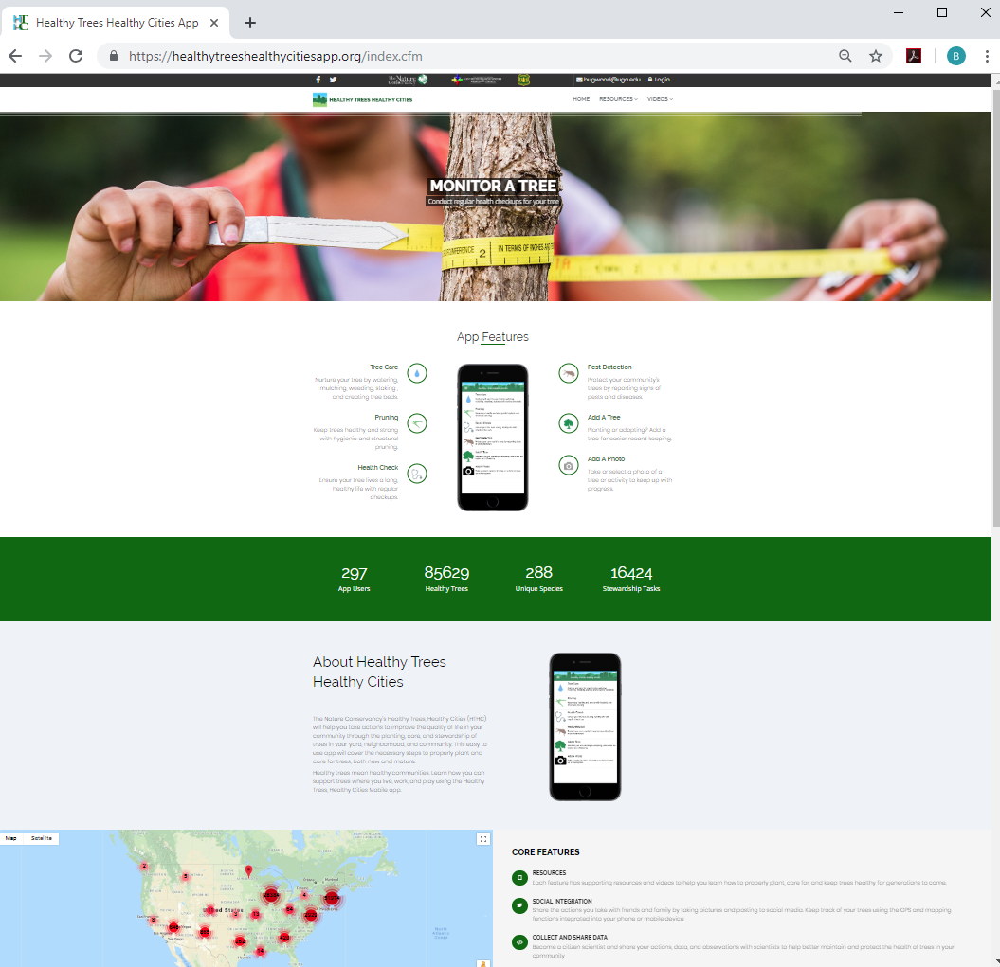 Healthy Trees Healthy Cities App
https://healthytreeshealthycitiesapp.org/index.cfm
B
The Nature
Conservancy
bugwood@uga.edu
Login
HEALTHY TREES HEALTHY CITIES
HOME RESOURCES VIDEOS
MONITOR A TREE
Conduct regular health checkups for your tree
2 IN TERMS OF INCHES AND
App Features
Tree Care
Nurture your tree by watering,
mulching, weeding, staking,
and creating tree beds.
Pruning
Keep trees healthy and strong
with hygienic and structural
pruning.
Health Check
Ensure your tree lives a long,
healthy life with regular
checkups.
Pest Detection
Protect your community's
trees by reporting signs of
pests and diseases
Add A Tree
Planting or adopting? Add a
tree for easier record keeping.
Add A Photo
Take or select a photo of a
tree or activity to keep up with
progress.
297
App Users
85629
Healthy Trees
288
Unique Species
16424
Stewardship Tasks
About Healthy Trees
Healthy Cities
The Nature Conservancy's Healthy Trees, Healthy Cities (HTHC)
will help you take actions to improve the quality of life in your
community through the planting, care, and stewardship of
trees in your yard, neighborhood, and community. This easy to
use app will cover the necessary steps to properly plant and
care for trees, both new and mature.
Healthy trees mean healthy communities. Learn how you can
support trees where you live, work, and play using the Healthy
Trees, Healthy Cities Mobile app.
Map Satellite
United States
CORE FEATURES
RESOURCES
Each feature has supporting resources and videos to help you learn how to properly plant, care for, and keep trees healthy for generations to come.
SOCIAL INTEGRATION
Share the actions you take with friends and family by taking pictures and posting to social media. Keep track of your trees using the GPS and mapping
functions integrated into your phone or mobile device.
COLLECT AND SHARE DATA
Become a citizen scientist and share your actions, data, and observations with scientists to help better maintain and protect the health of trees in your
community